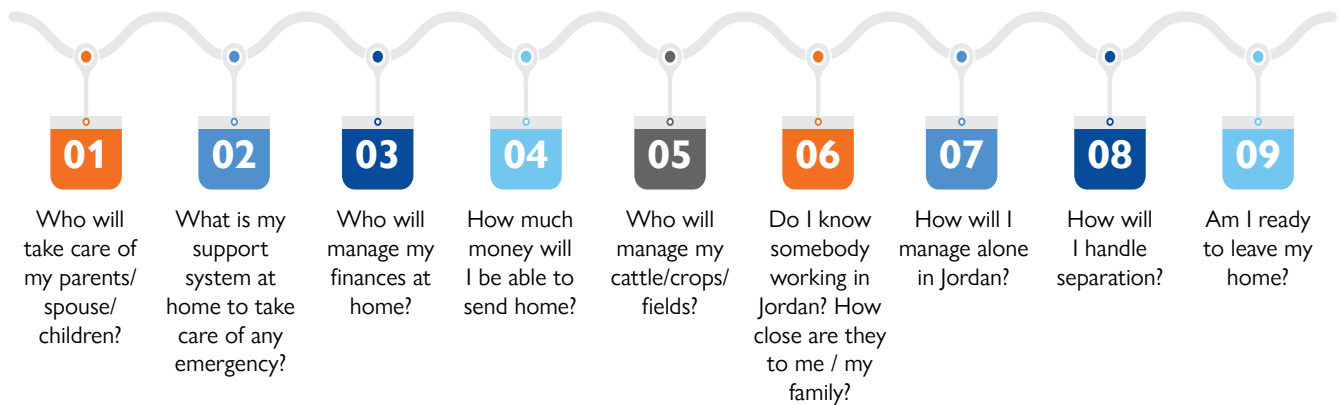 01
Who will
take care of
my parents/
spouse/
children?
02
What is my
support
system at
home to take
care of any
emergency?
03
Who will
manage my
finances at
home?
04
How much
money will
I be able to
send home?
05
Who will
manage my
cattle/crops/
fields?
06
Do I know
somebody
working in
Jordan? How
close are they
to me / my
family?
07
How will I
manage alone
in Jordan?
08
How will
I handle
separation?
09
Am I ready
to leave my
home?